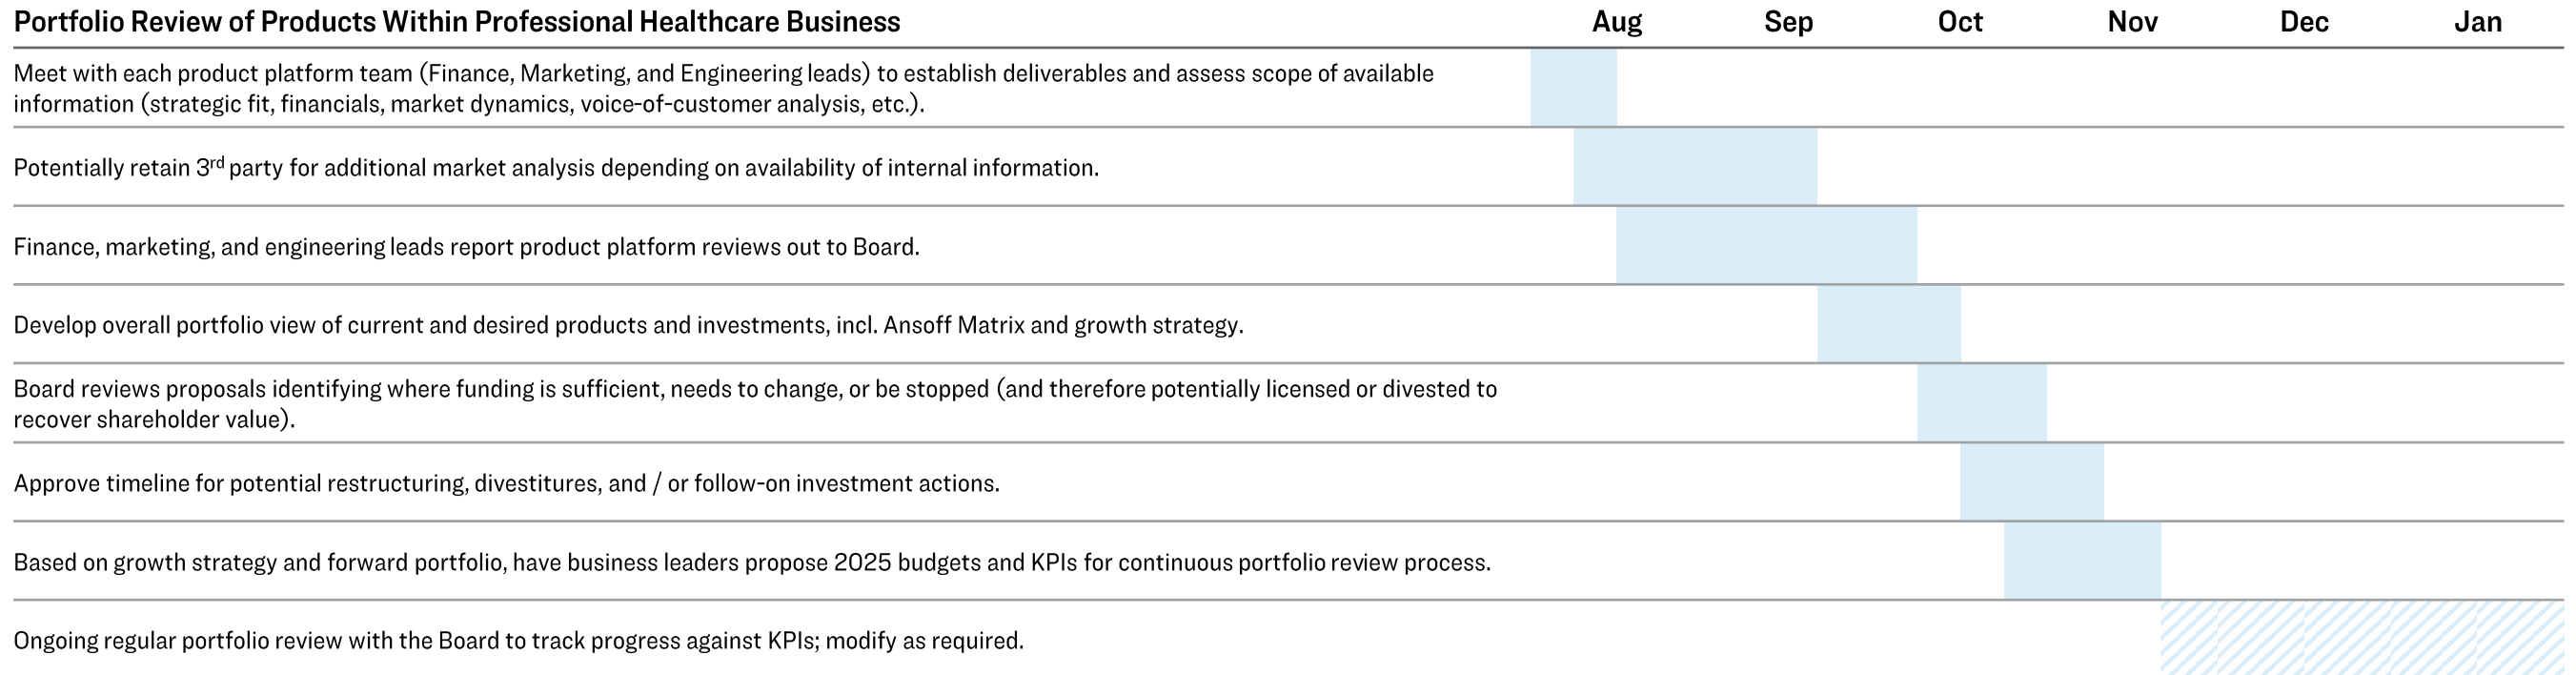 Portfolio Review of Products Within Professional Healthcare Business Aug Sep Oct Nov Dec Jan
Meet with each product platform team (Finance, Marketing, and Engineering leads) to establish deliverables and assess scope of available
information (strategic fit, financials, market dynamics, voice-of-customer analysis, etc.).
Potentially retain 3rd party for additional market analysis depending on availability of internal information.
Finance, marketing, and engineering leads report product platform reviews out to Board.
Develop overall portfolio view of current and desired products and investments, incl. Ansoff Matrix and growth strategy.
Board reviews proposals identifying where funding is sufficient, needs to change, or be stopped (and therefore potentially licensed or divested to
recover shareholder value).
Approve timeline for potential restructuring, divestitures, and / or follow-on investment actions.
Based on growth strategy and forward portfolio, have business leaders propose 2025 budgets and KPIs for continuous portfolio review process.
Ongoing regular portfolio review with the Board to track progress against KPIs; modify as required.